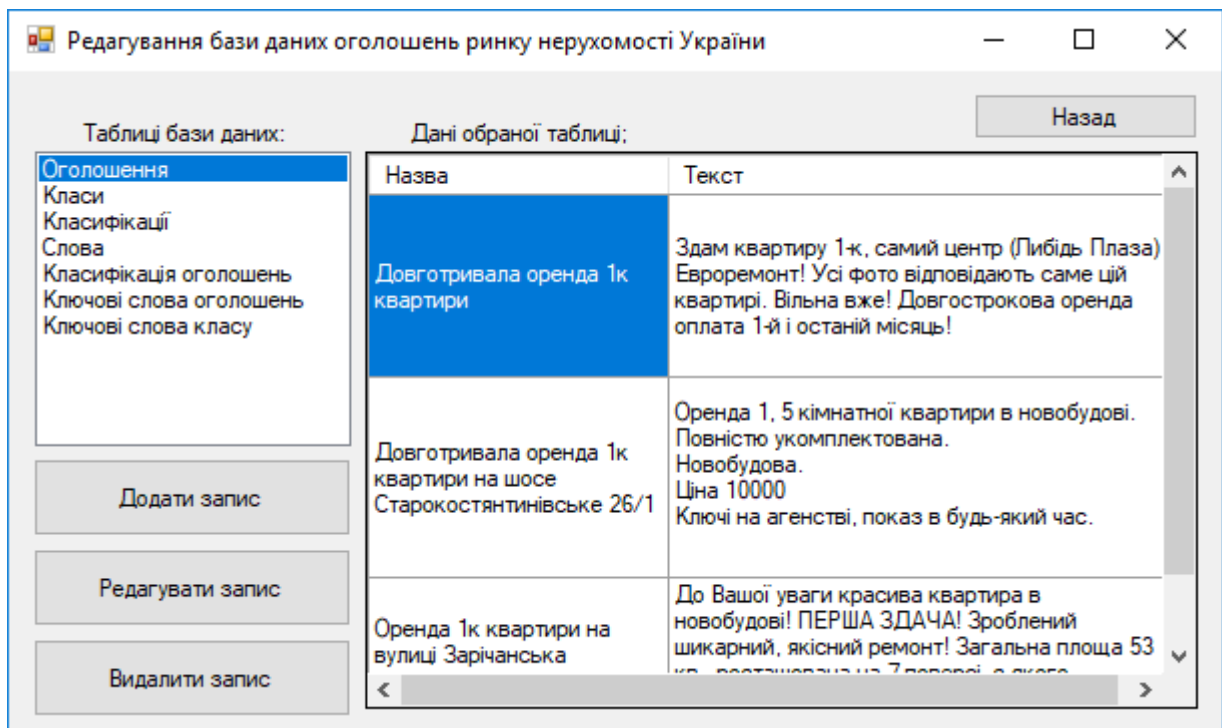 Редагування бази даних оголошень ринку нерухомості України
Назад
Таблиці бази даних:
Дані обраної таблиці;
Оголошення
Класи
Класифікації
Слова
Класифікація оголошень
Ключові слова оголошень
Ключові слова класу
Додати запис
Редагувати запис
Видалити запис
Назва
Текст
Довготривала оренда 1к
квартири
Здам квартиру 1-к, самий центр (Либідь Плаза)
Евроремонт! Усі фото відповідають саме цій
квартирі. Вільна вже! Довгострокова оренда
оплата 1-й і останій місяць!
Довготривала оренда 1к
квартири на шосе
Старокостянтинівське 26/1
Оренда 1, 5 кімнатної квартири в новобудові.
Повністю укомплектована.
Новобудова.
Ціна 10000
Ключі на агенстві, показ в будь-який час.
Оренда 1к квартири на
вулиці Зарічанська
До Вашої уваги красива квартира в
новобудові! ПЕРША ЗДАЧА! Зроблений
шикарний, якісний ремонт! Загальна площа 53